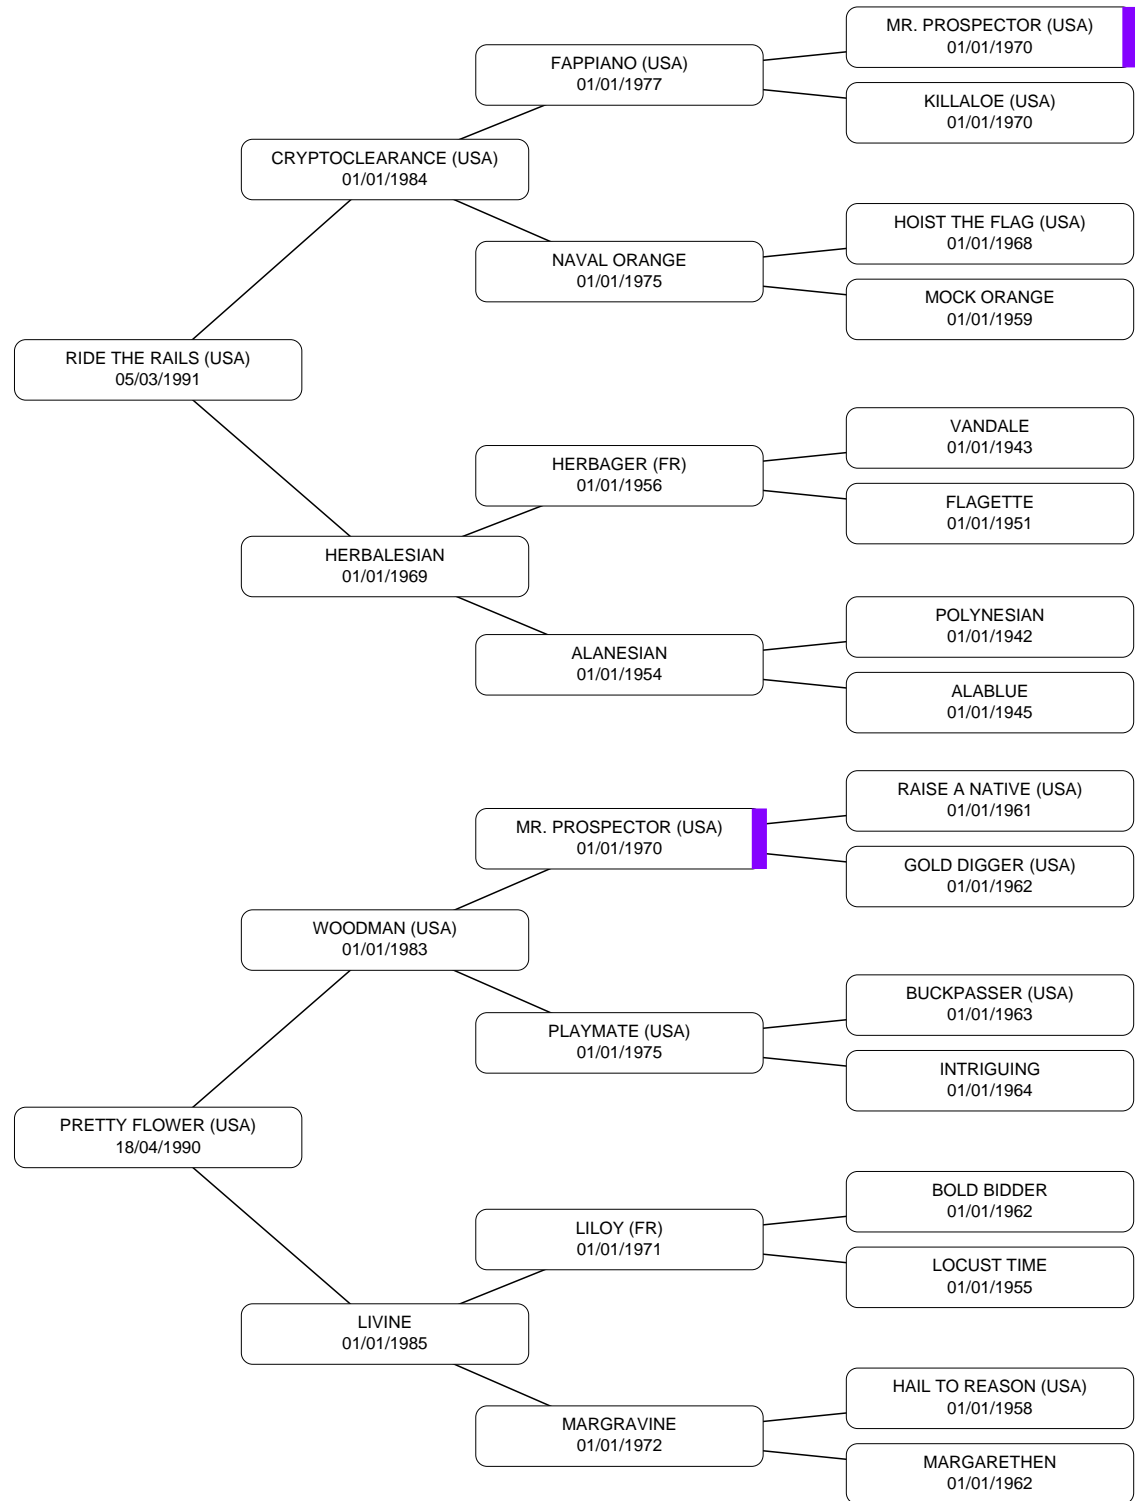 MR. PROSPECTOR (USA)
01/01/1970
FAPPIANO (USA)
01/01/1977
KILLALOE (USA)
01/01/1970
CRYPTOCLEARANCE (USA)
01/01/1984
HOIST THE FLAG (USA)
01/01/1968
NAVAL ORANGE
01/01/1975
MOCK ORANGE
01/01/1959
RIDE THE RAILS (USA)
05/03/1991
VANDALE
01/01/1943
HERBAGER (FR)
01/01/1956
FLAGETTE
01/01/1951
HERBALESIAN
01/01/1969
POLYNESIAN
01/01/1942
ALANESIAN
01/01/1954
ALABLUE
01/01/1945
RAISE A NATIVE (USA)
01/01/1961
MR. PROSPECTOR (USA)
01/01/1970
GOLD DIGGER (USA)
01/01/1962
WOODMAN (USA)
01/01/1983
BUCKPASSER (USA)
01/01/1963
PLAYMATE (USA)
01/01/1975
INTRIGUING
01/01/1964
PRETTY FLOWER (USA)
18/04/1990
BOLD BIDDER
01/01/1962
LILOY (FR)
01/01/1971
LOCUST TIME
01/01/1955
LIVINE
01/01/1985
HAIL TO REASON (USA)
01/01/1958
MARGRAVINE
01/01/1972
MARGARETHEN
01/01/1962